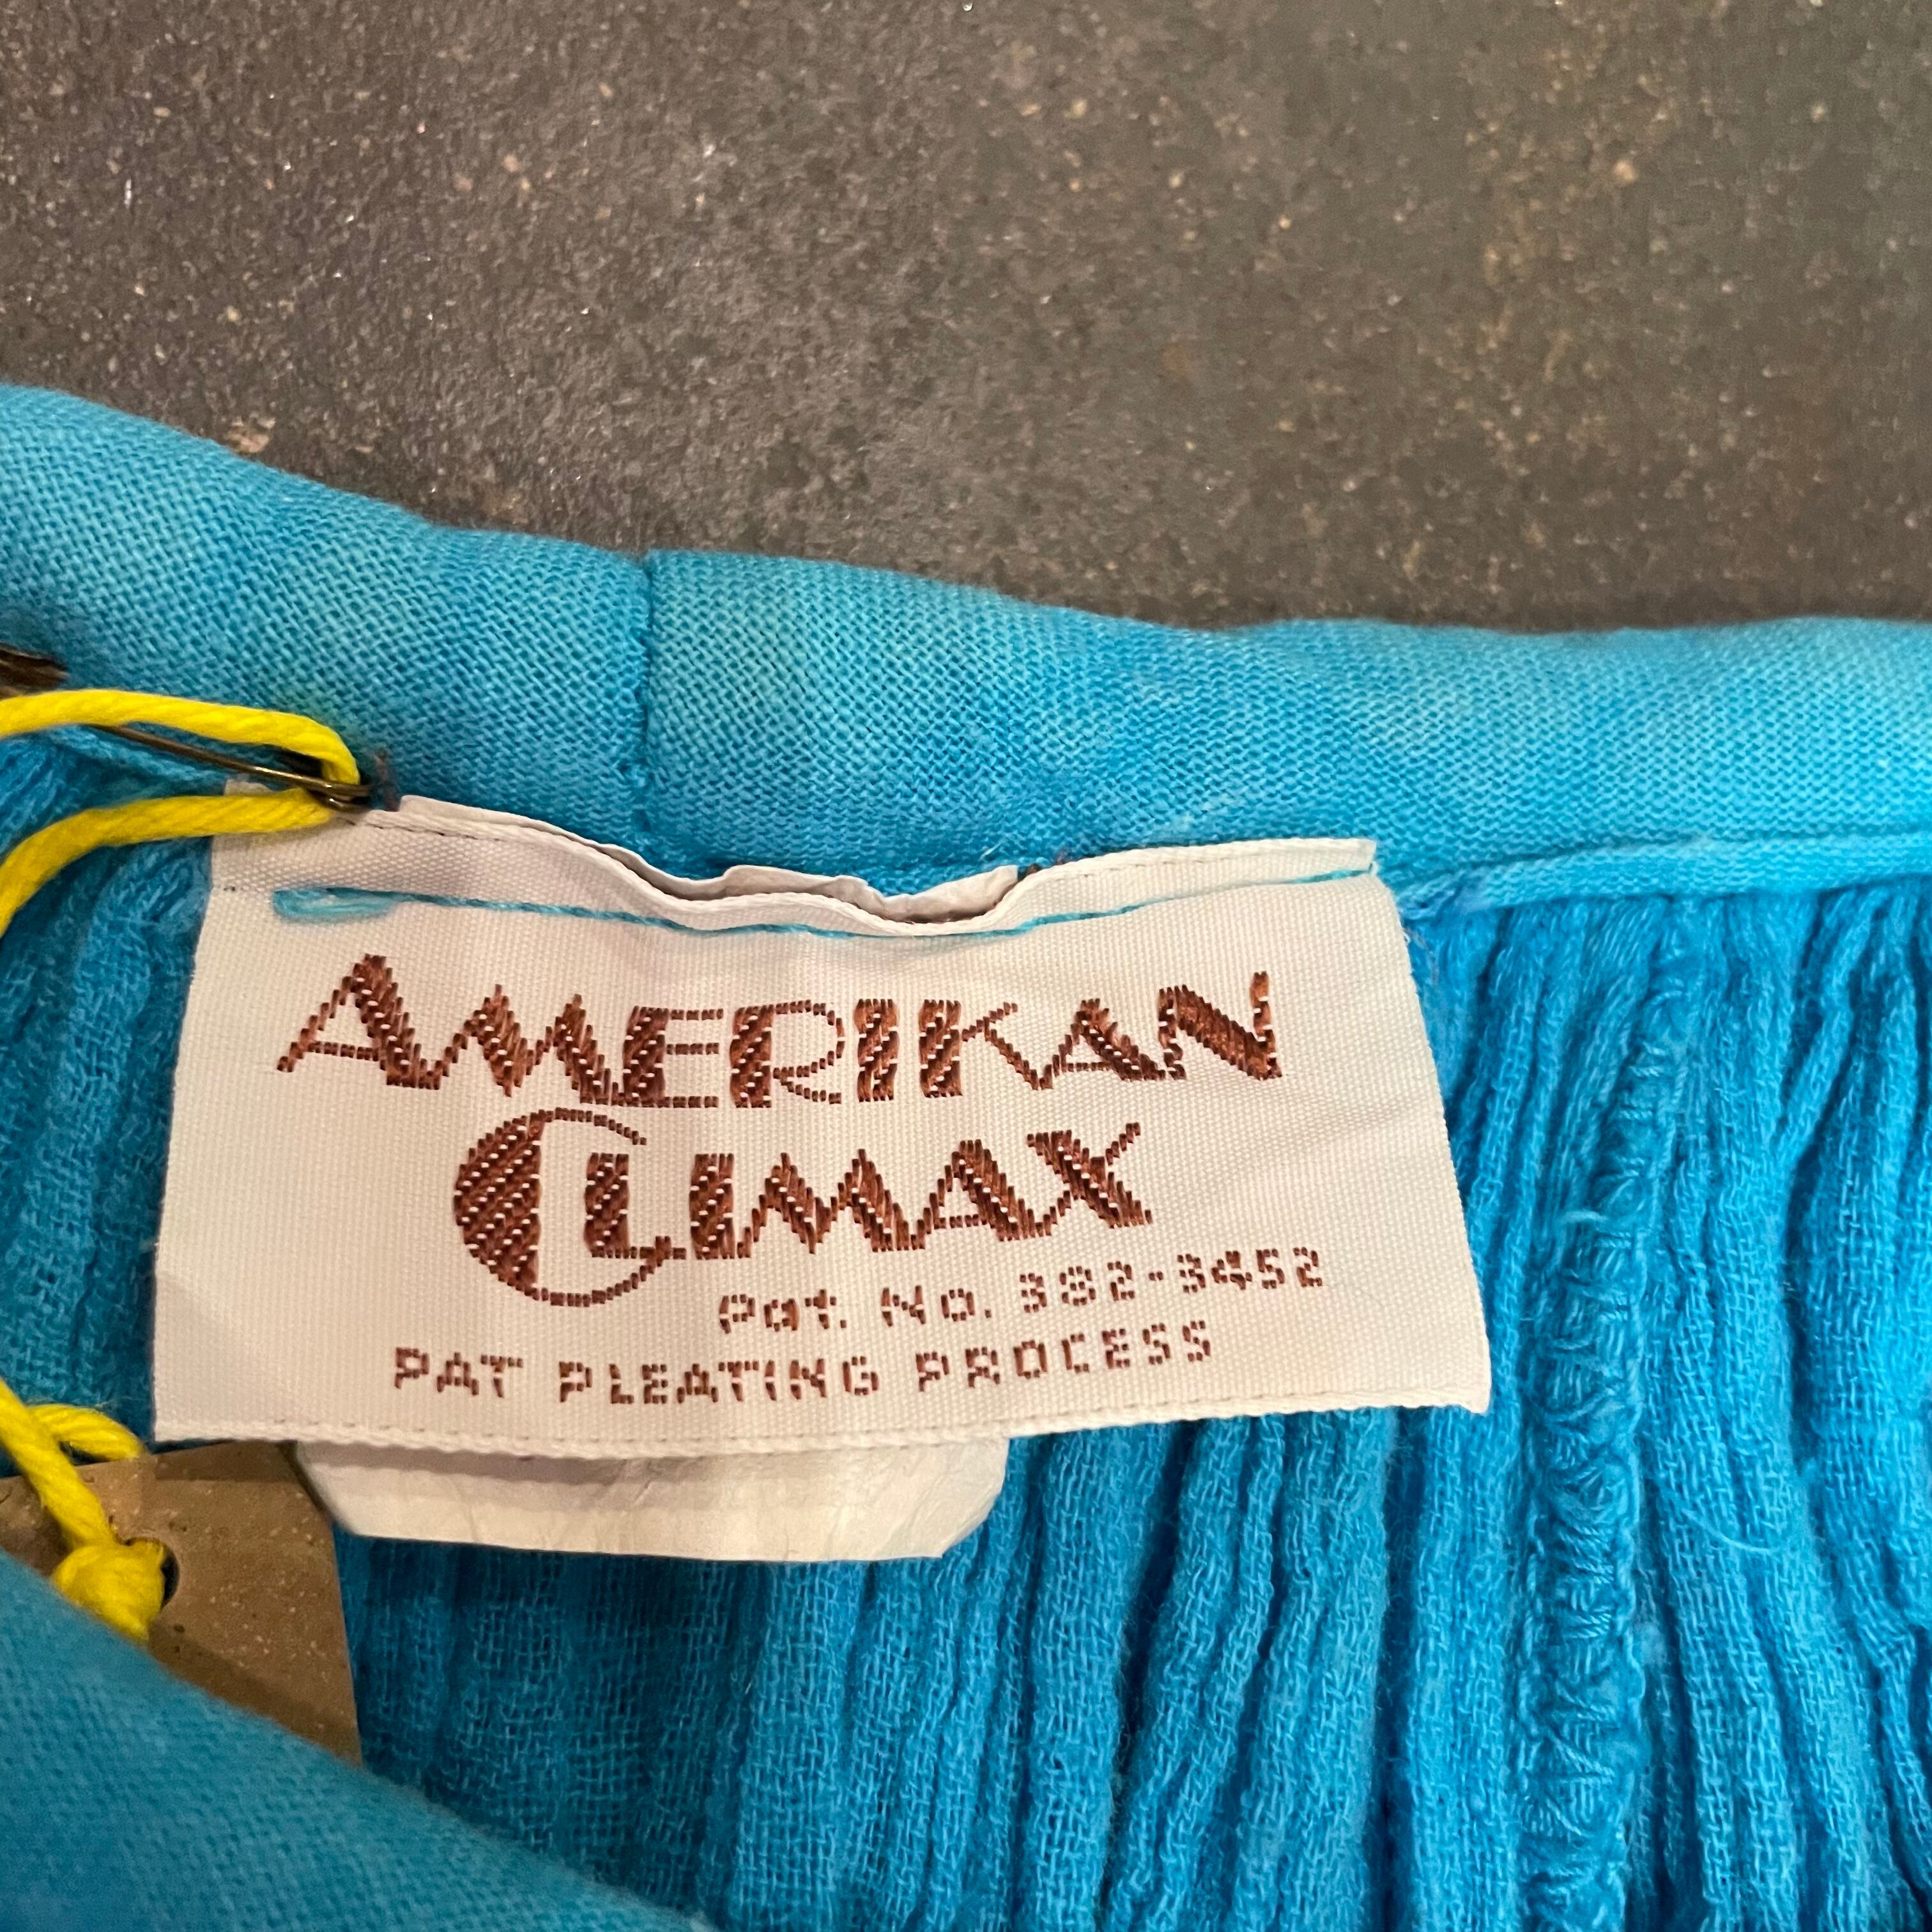 AMERIKAN
CLIMAX
Pat. No. 382-3452
PAT PLEATING PROCESS